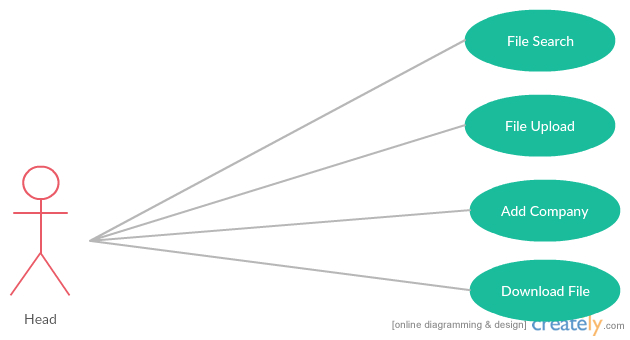 File Search
File Upload
Add Company
Download File
Head
[online diagramming & design] creately.com